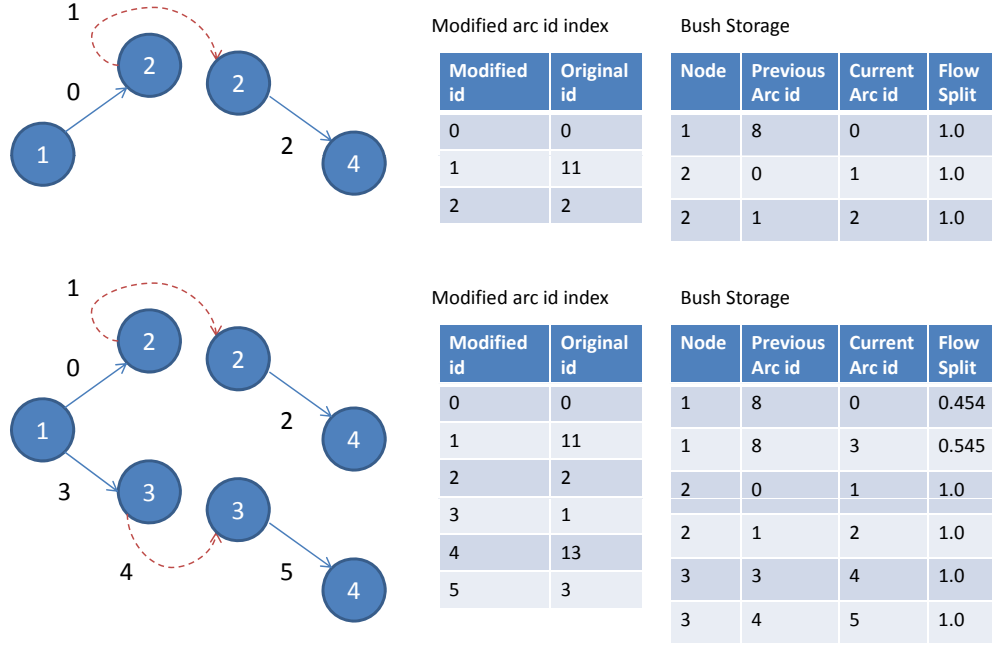 1
Modified arc id index
Bush Storage
2
2
0
1
2
4
Modified id Original id
0 0
1 11
2 2
Node Previous Arc id Current Arc id Flow Split
1 8 0 1.0
2 0 1 1.0
2 1 2 1.0
1
Modified arc id index
Bush Storage
2
2
0
1
2
4
3
3
3
4
5
4
Modified id Original id
0 0
1 11
2 2
3 1
4 13
5 3
Node Previous Arc id Current Arc id Flow Split
1 8 0 0.454
1 8 3 0.545
2 0 1 1.0
2 1 2 1.0
3 3 4 1.0
3 4 5 1.0